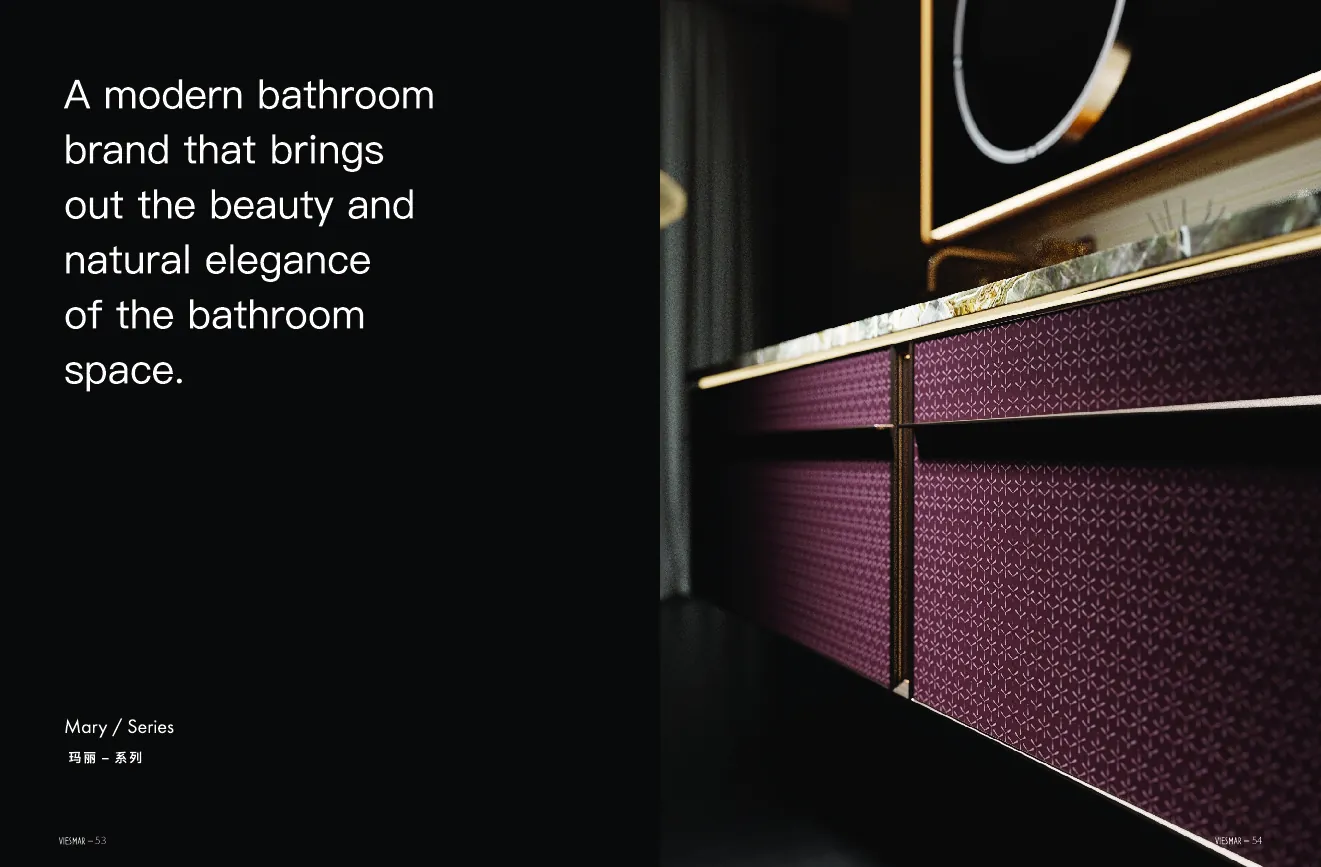 A modern bathroom
brand that brings
out the beauty and
natural elegance
of the bathroom
space.
Mary / Series
玛丽 – 系列
VIESMAR – 53
VIESMAR – 54